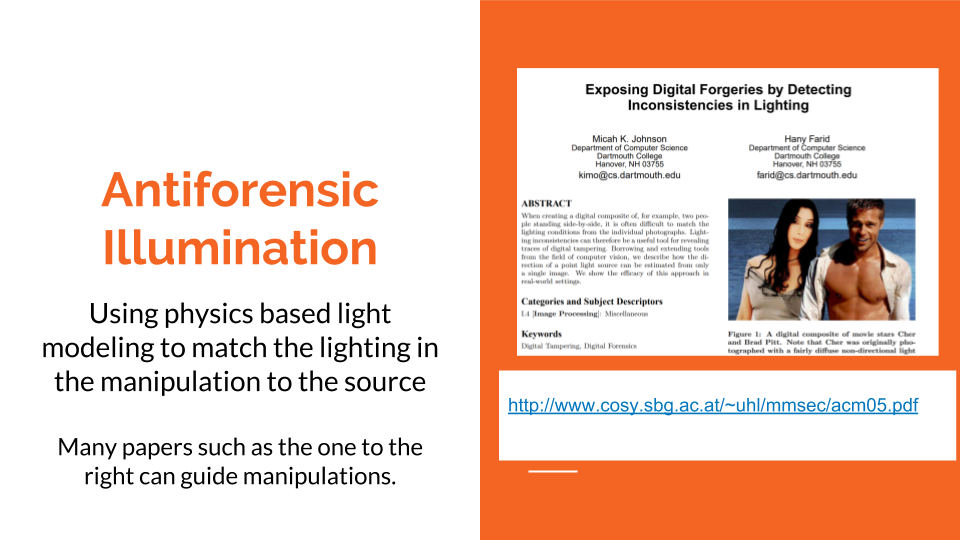 Antiforensic
Illumination
Using physics based light
modeling to match the lighting in
the manipulation to the source
Many papers such as the one to the
right can guide manipulations.
Exposing Digital Forgeries by Detecting
Inconsistencies in Lighting
Micah K. Johnson
Department of Computer Science
Dartmouth College
Hanover, NH 03755
kimo@cs.dartmouth.edu
Hany Farid
Department of Computer Science
Dartmouth College
Hanover, NH 03755
farid@cs.dartmouth.edu
ABSTRACT
When creating a digital composite of, for example, two peo-
ple standing side-by-side, it is often difficult to match the
lighting conditions from the individual photographs. Light-
ing inconsistencies can therefore be a useful tool for revealing
traces of digital tampering. Borrowing and extending tools
from the field of computer vision, we describe how the di-
rection of a point light source can be estimated from only
a single image. We show the efficacy of this approach in
real-world settings.
Categories and Subject Descriptors
I.4 [Image Processing]: Miscellaneous
Keywords
Digital Tampering, Digital Forensics
Figure 1: A digital composite of movie stars Cher
and Brad Pitt. Note that Cher was originally pho-
tographed with a fairly diffuse non-directional light
http://www.cosy.sbg.ac.at/~uhl/mmsec/acm05.pdf